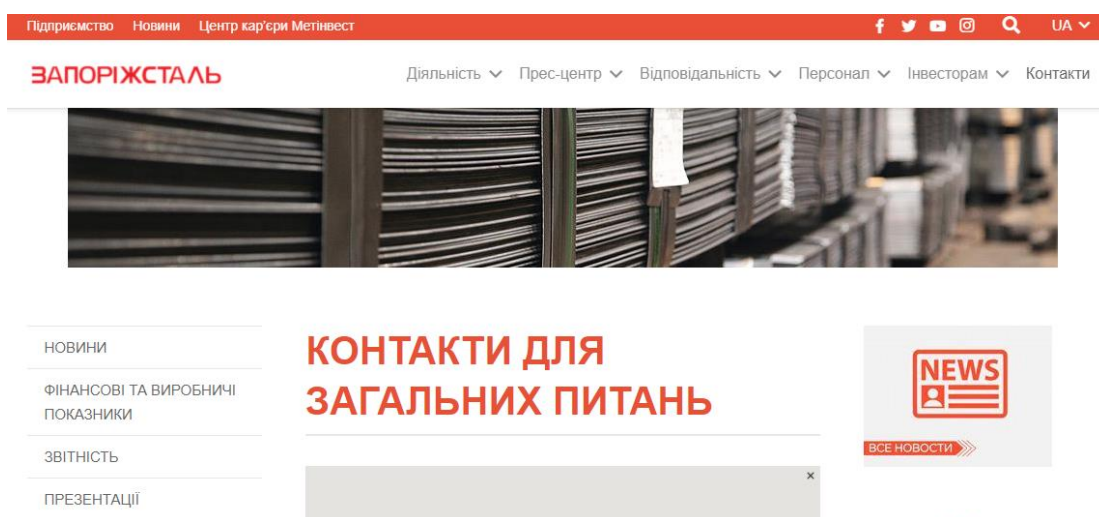 Підприємство Новини Центр кар'єри Метінвест UA
ЗАПОРІЖСТАЛЬ Діяльність Прес-центр Відповідальність Персонал Інвесторам Контакти
НОВИНИ
ФІНАНСОВІ ТА ВИРОБНИЧІ
ПОКАЗНИКИ
ЗВІТНІСТЬ
ПРЕЗЕНТАЦІЇ
КОНТАКТИ ДЛЯ
ЗАГАЛЬНИХ ПИТАНЬ
NEWS
ВСЕ НОВОСТИ